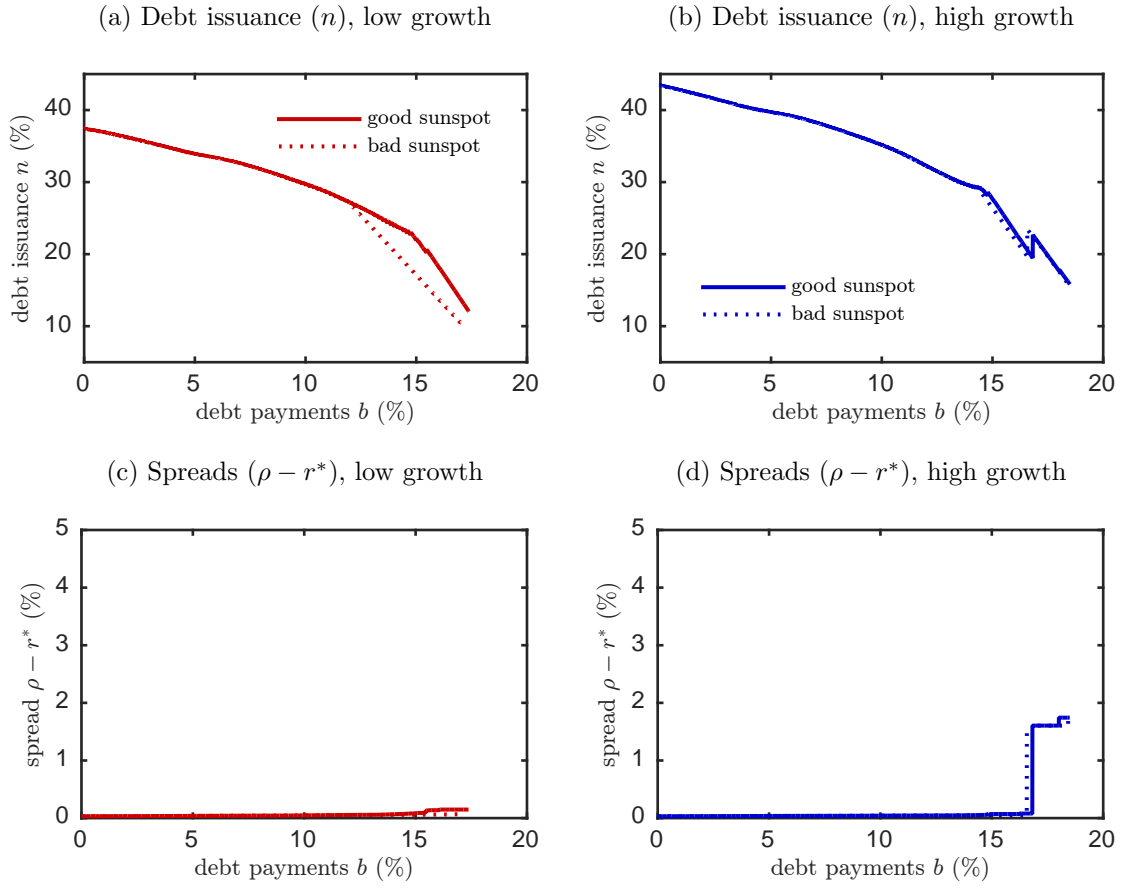 (a) Debt issuance (n), low growth
debt issuance n (%)
40
30
20
10
0 5 10 15 20
good sunspot
bad sunspot
debt payments b (%)
(b) Debt issuance (n), high growth
debt issuance n (%)
40
30
20
10
0 5 10 15 20
good sunspot
bad sunspot
debt payments b (%)
(c) Spreads (ρ − r*), low growth
spread ρ − r* (%)
5
4
3
2
1
0
0 5 10 15 20
debt payments b (%)
(d) Spreads (ρ − r*), high growth
spread ρ − r* (%)
5
4
3
2
1
0
0 5 10 15 20
debt payments b (%)